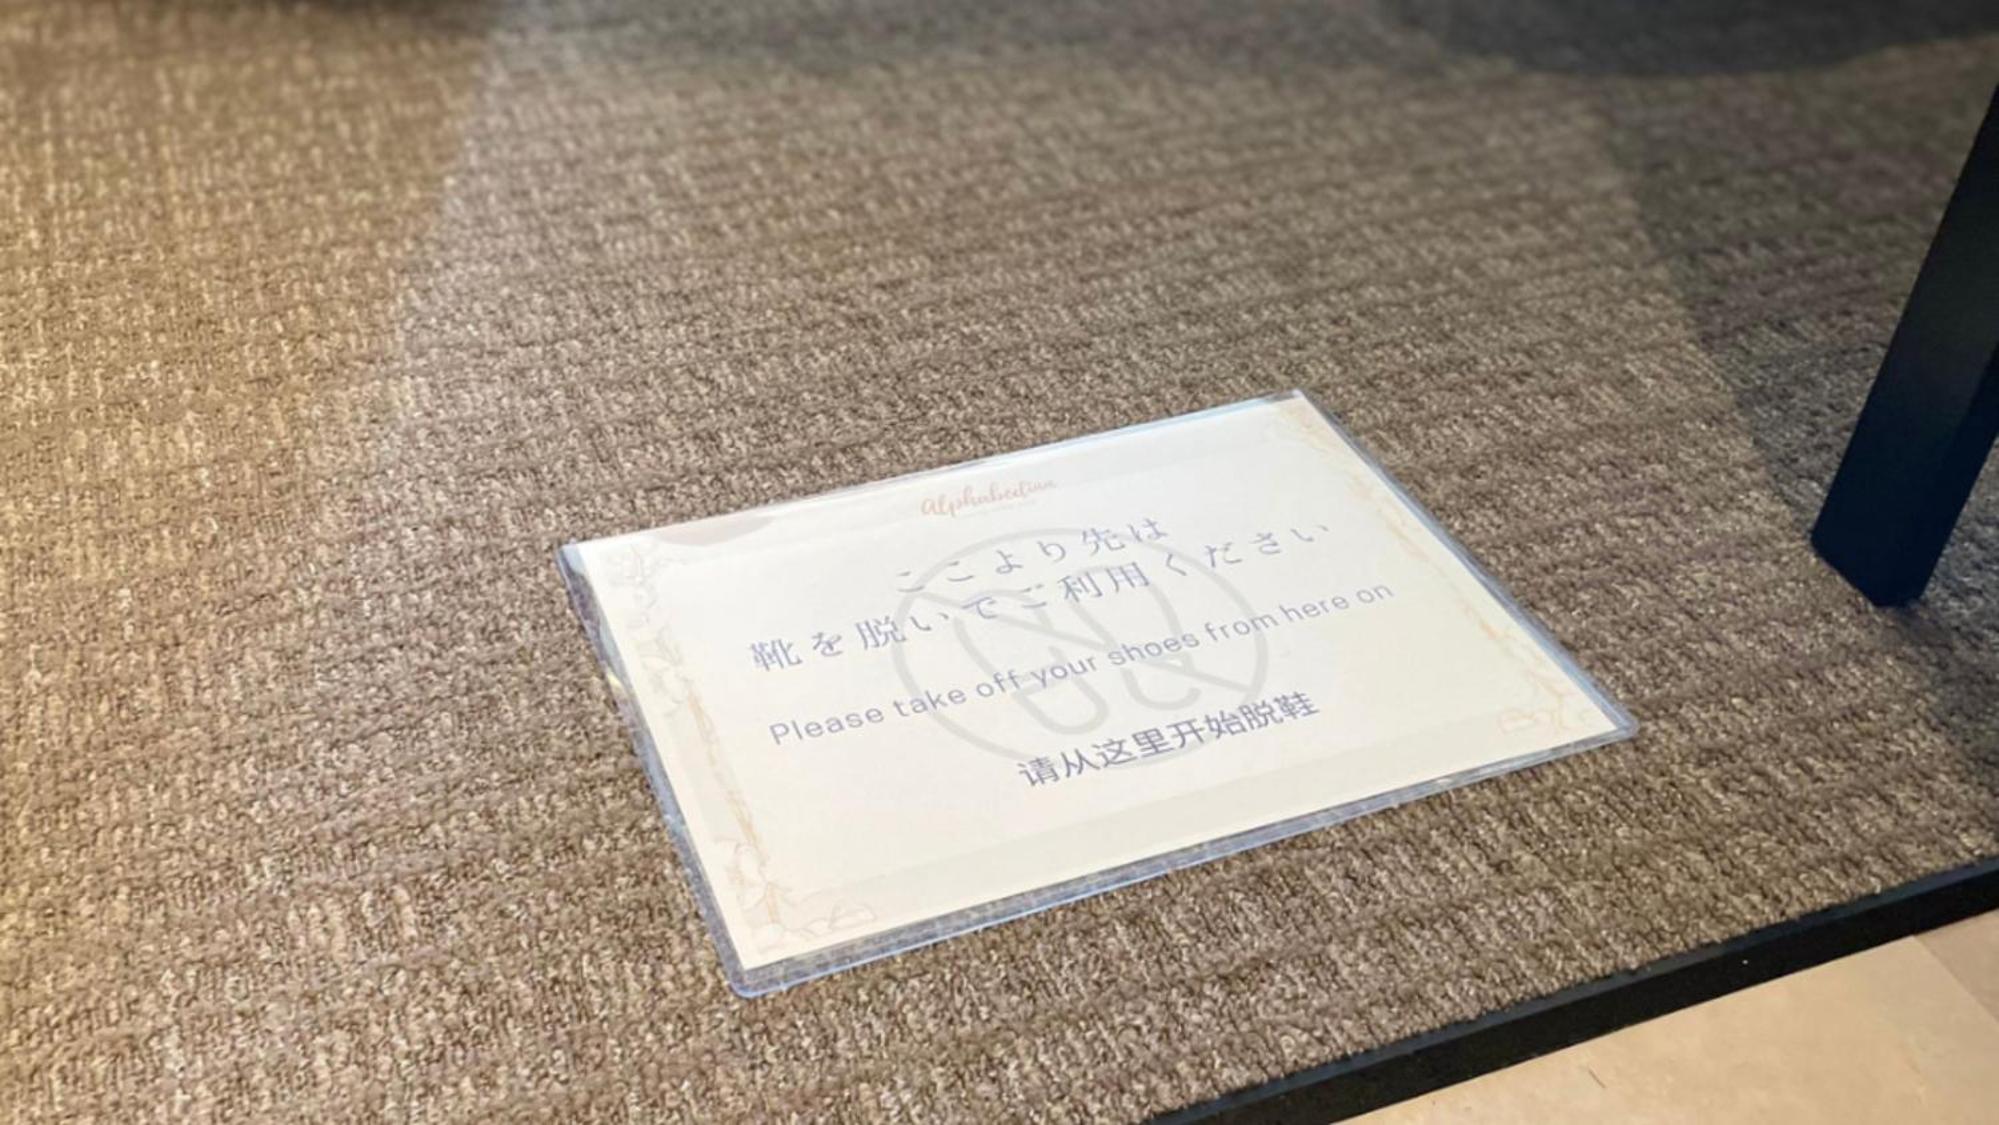 Alphabetian
ここより先は
靴を脱いでご利用ください
Please take off your shoes from here on
请从这里开始脱鞋